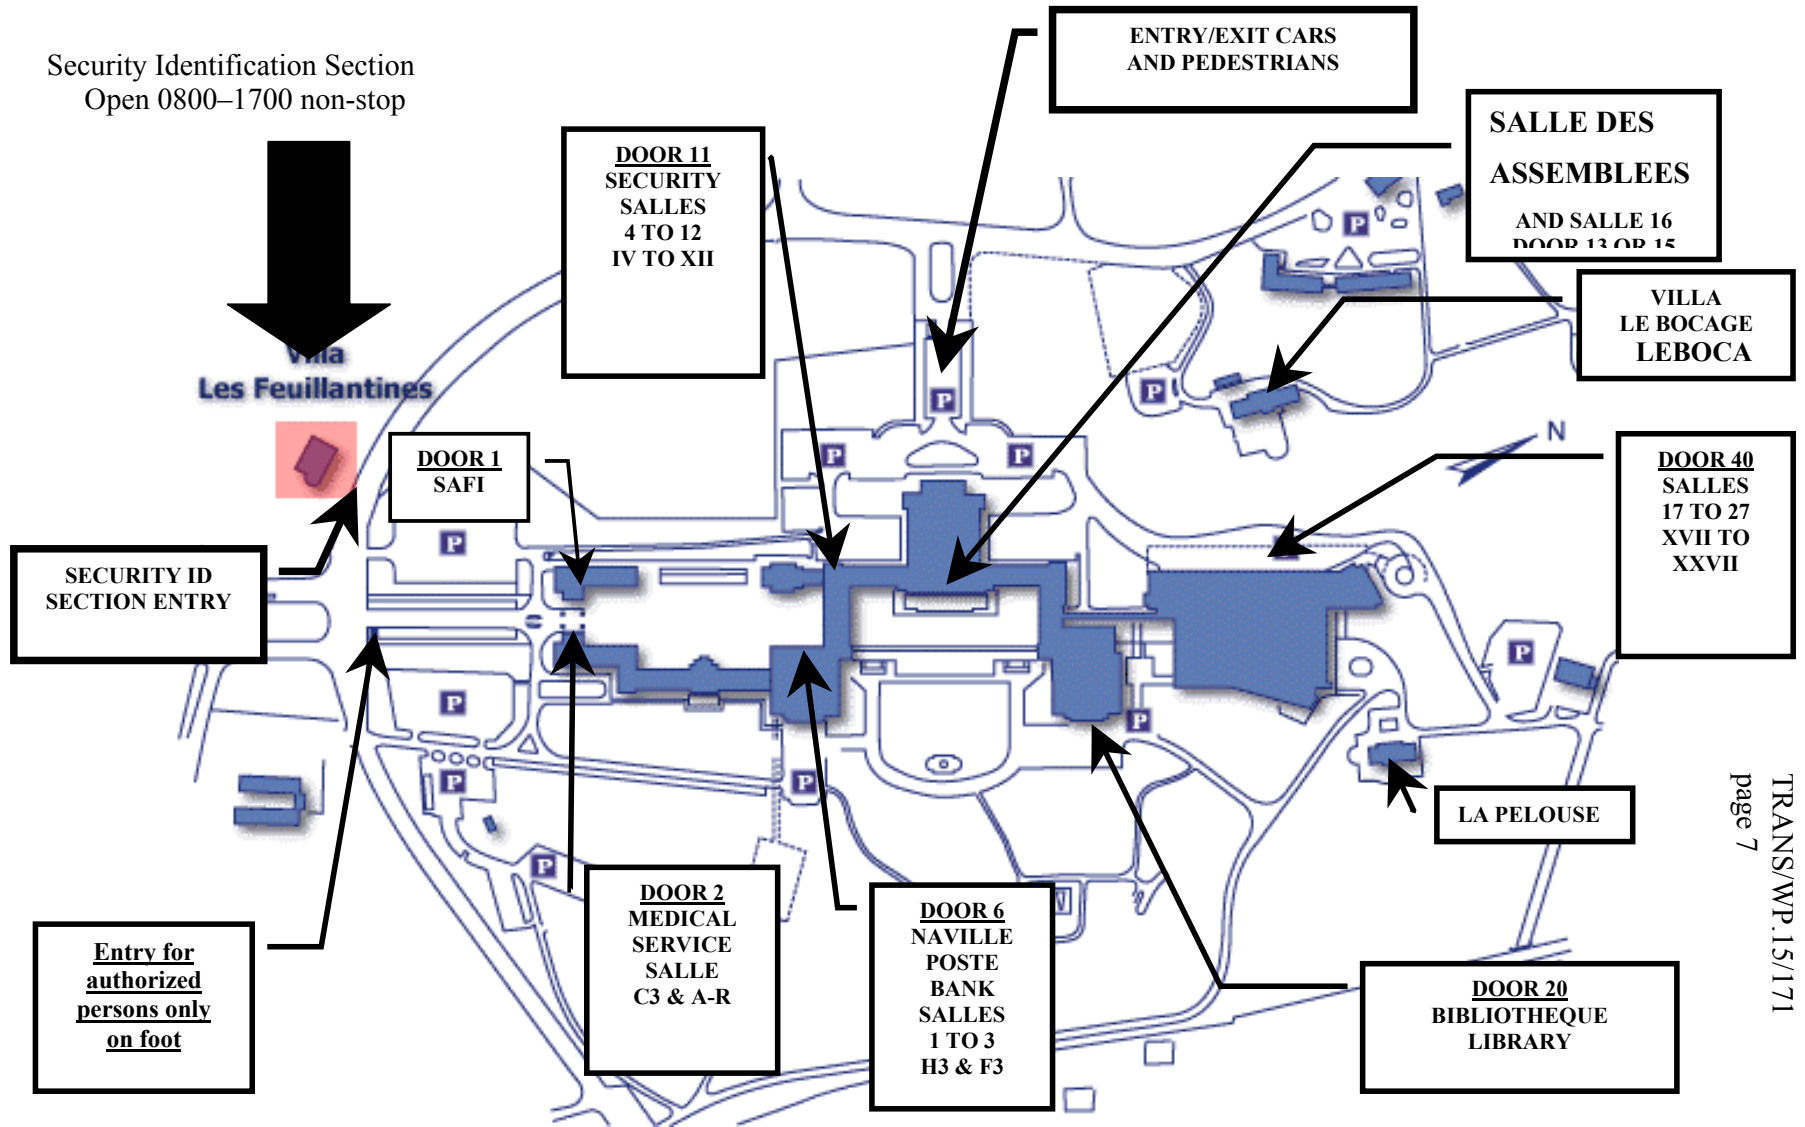 Security Identification Section
Open 0800–1700 non-stop
ENTRY/EXIT CARS
AND PEDESTRIANS
SALLE DES
ASSEMBLEES
AND SALLE 16
DOOR 13 OR 15
DOOR 11
SECURITY
SALLES
4 TO 12
IV TO XII
VILLA
LE BOCAGE
LEBOCA
Villa
Les Feuillantines
P
P
P
P
P
N
DOOR 1
SAFI
DOOR 40
SALLES
17 TO 27
XVII TO
XXVII
P
SECURITY ID
SECTION ENTRY
P
P
P
P
P
P
LA PELOUSE
TRANS/WP.15/171
page 7
Entry for
authorized
persons only
on foot
DOOR 2
MEDICAL
SERVICE
SALLE
C3 & A-R
DOOR 6
NAVILLE
POSTE
BANK
SALLES
1 TO 3
H3 & F3
DOOR 20
BIBLIOTHEQUE
LIBRARY